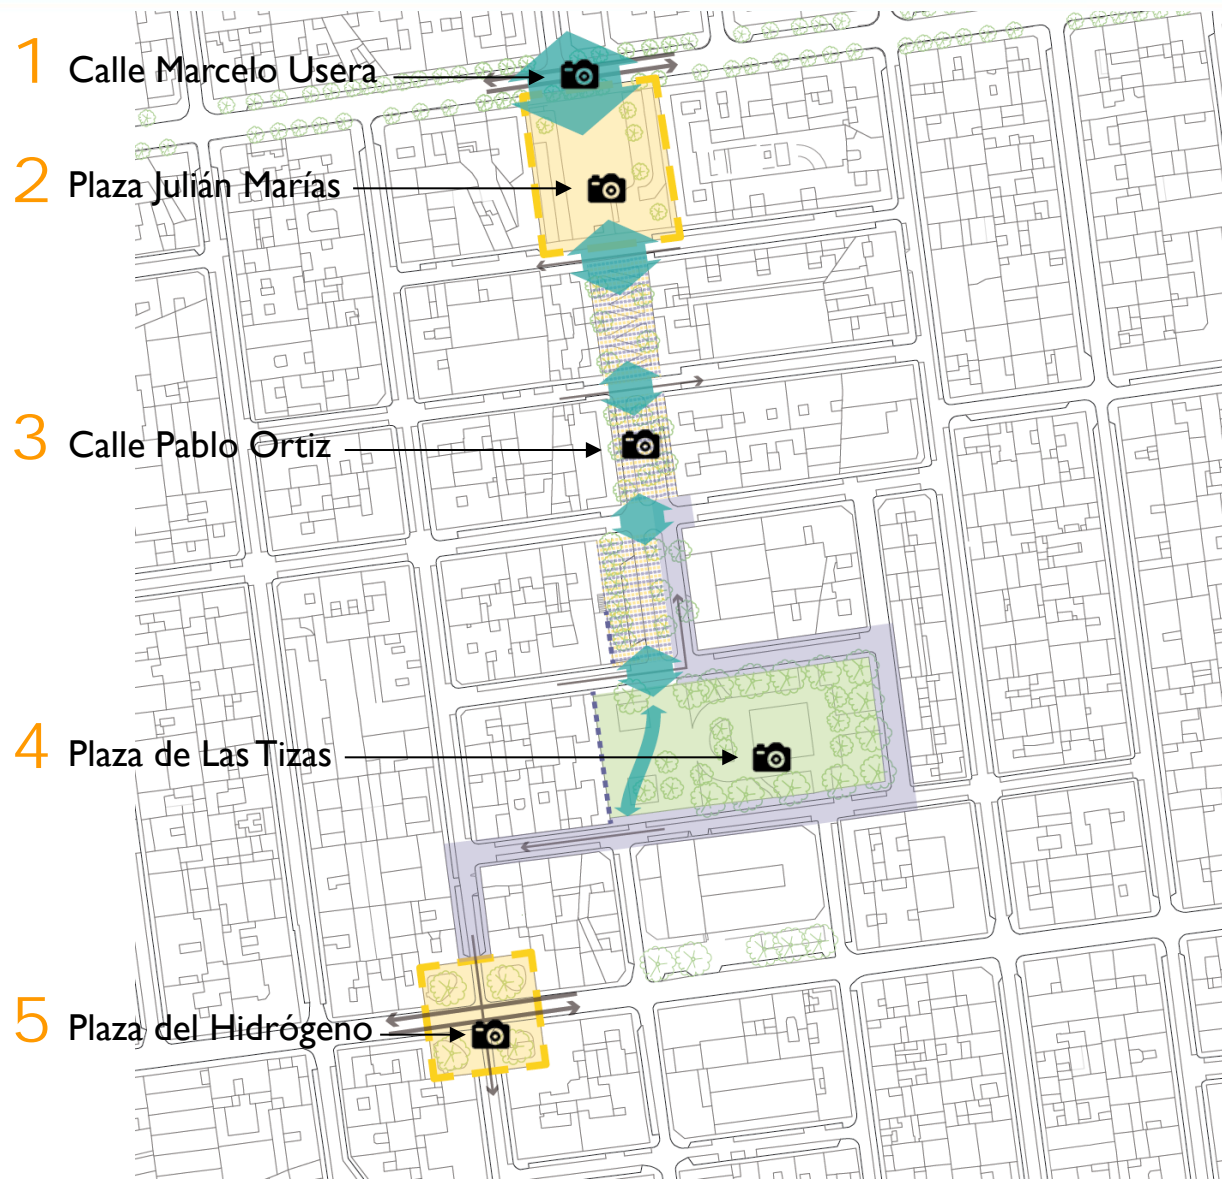 1 Calle Marcelo Usera
2 Plaza Julián Marías
3 Calle Pablo Ortiz
4 Plaza de Las Tizas
5 Plaza del Hidrógeno